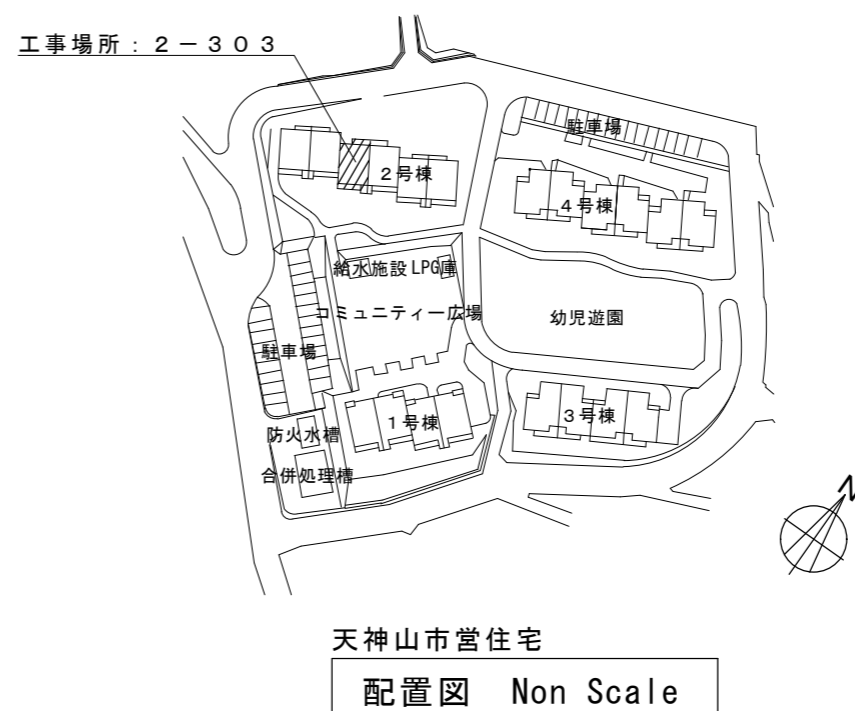 工事場所：２－３０３
駐車場
２号棟
４号棟
給水施設 LPG庫
コミュニティー広場
幼児遊園
駐車場
１号棟
３号棟
防火水槽
合併処理槽
N
天神山市営住宅
配置図 Non Scale